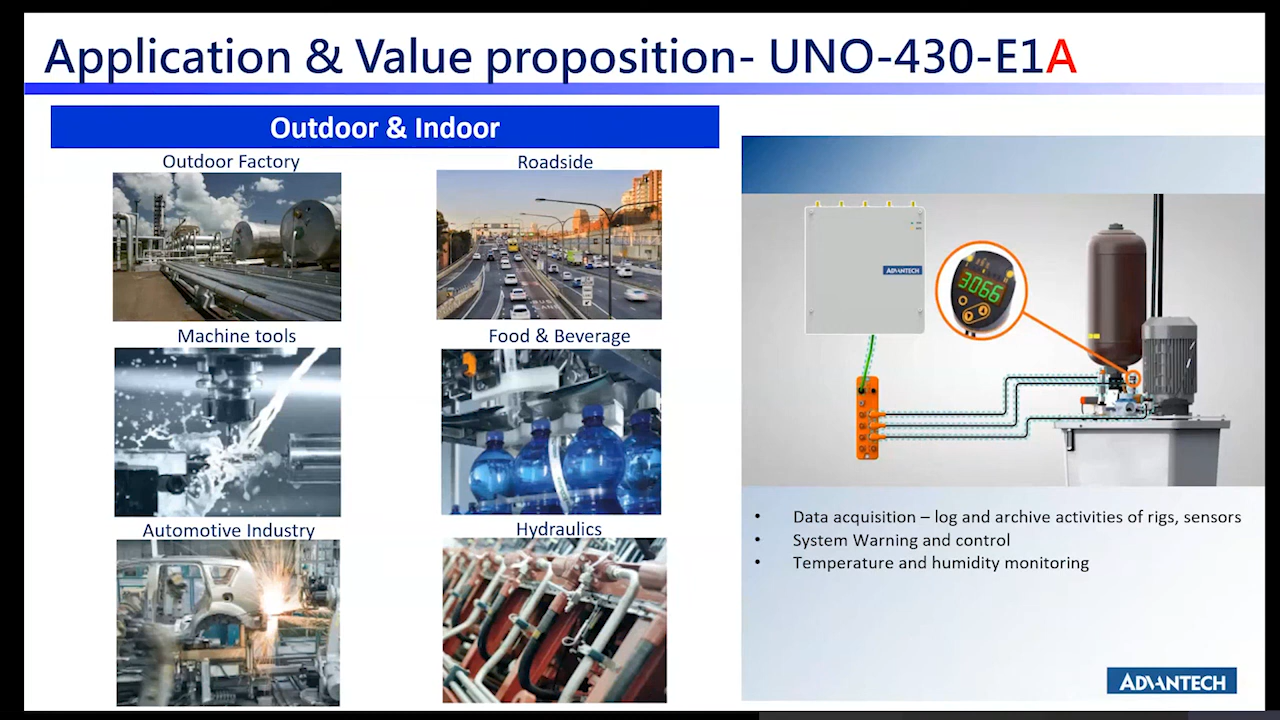 Application & Value proposition- UNO-430-E1A
Outdoor & Indoor
Outdoor Factory
Roadside
Machine tools
Food & Beverage
Automotive Industry
Hydraulics
ADVANTECH
3066
• Data acquisition – log and archive activities of rigs, sensors
• System Warning and control
• Temperature and humidity monitoring
ADVANTECH